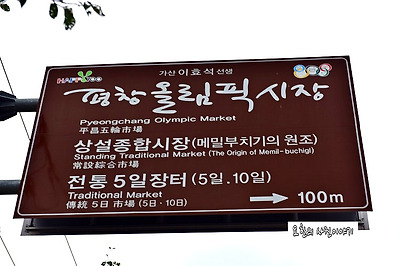 HAPPY700
가산 이효석 선생
평창올림픽시장
Pyeongchang Olympic Market
平昌五輪市場
상설종합시장(메밀부치기의 원조)
Standing Traditional Market (The Origin of Memil-buchigi)
常設綜合市場
전통 5일장터 (5일.10일)
Traditional Market
傳統 5日 市場 (5日·10日)
100m